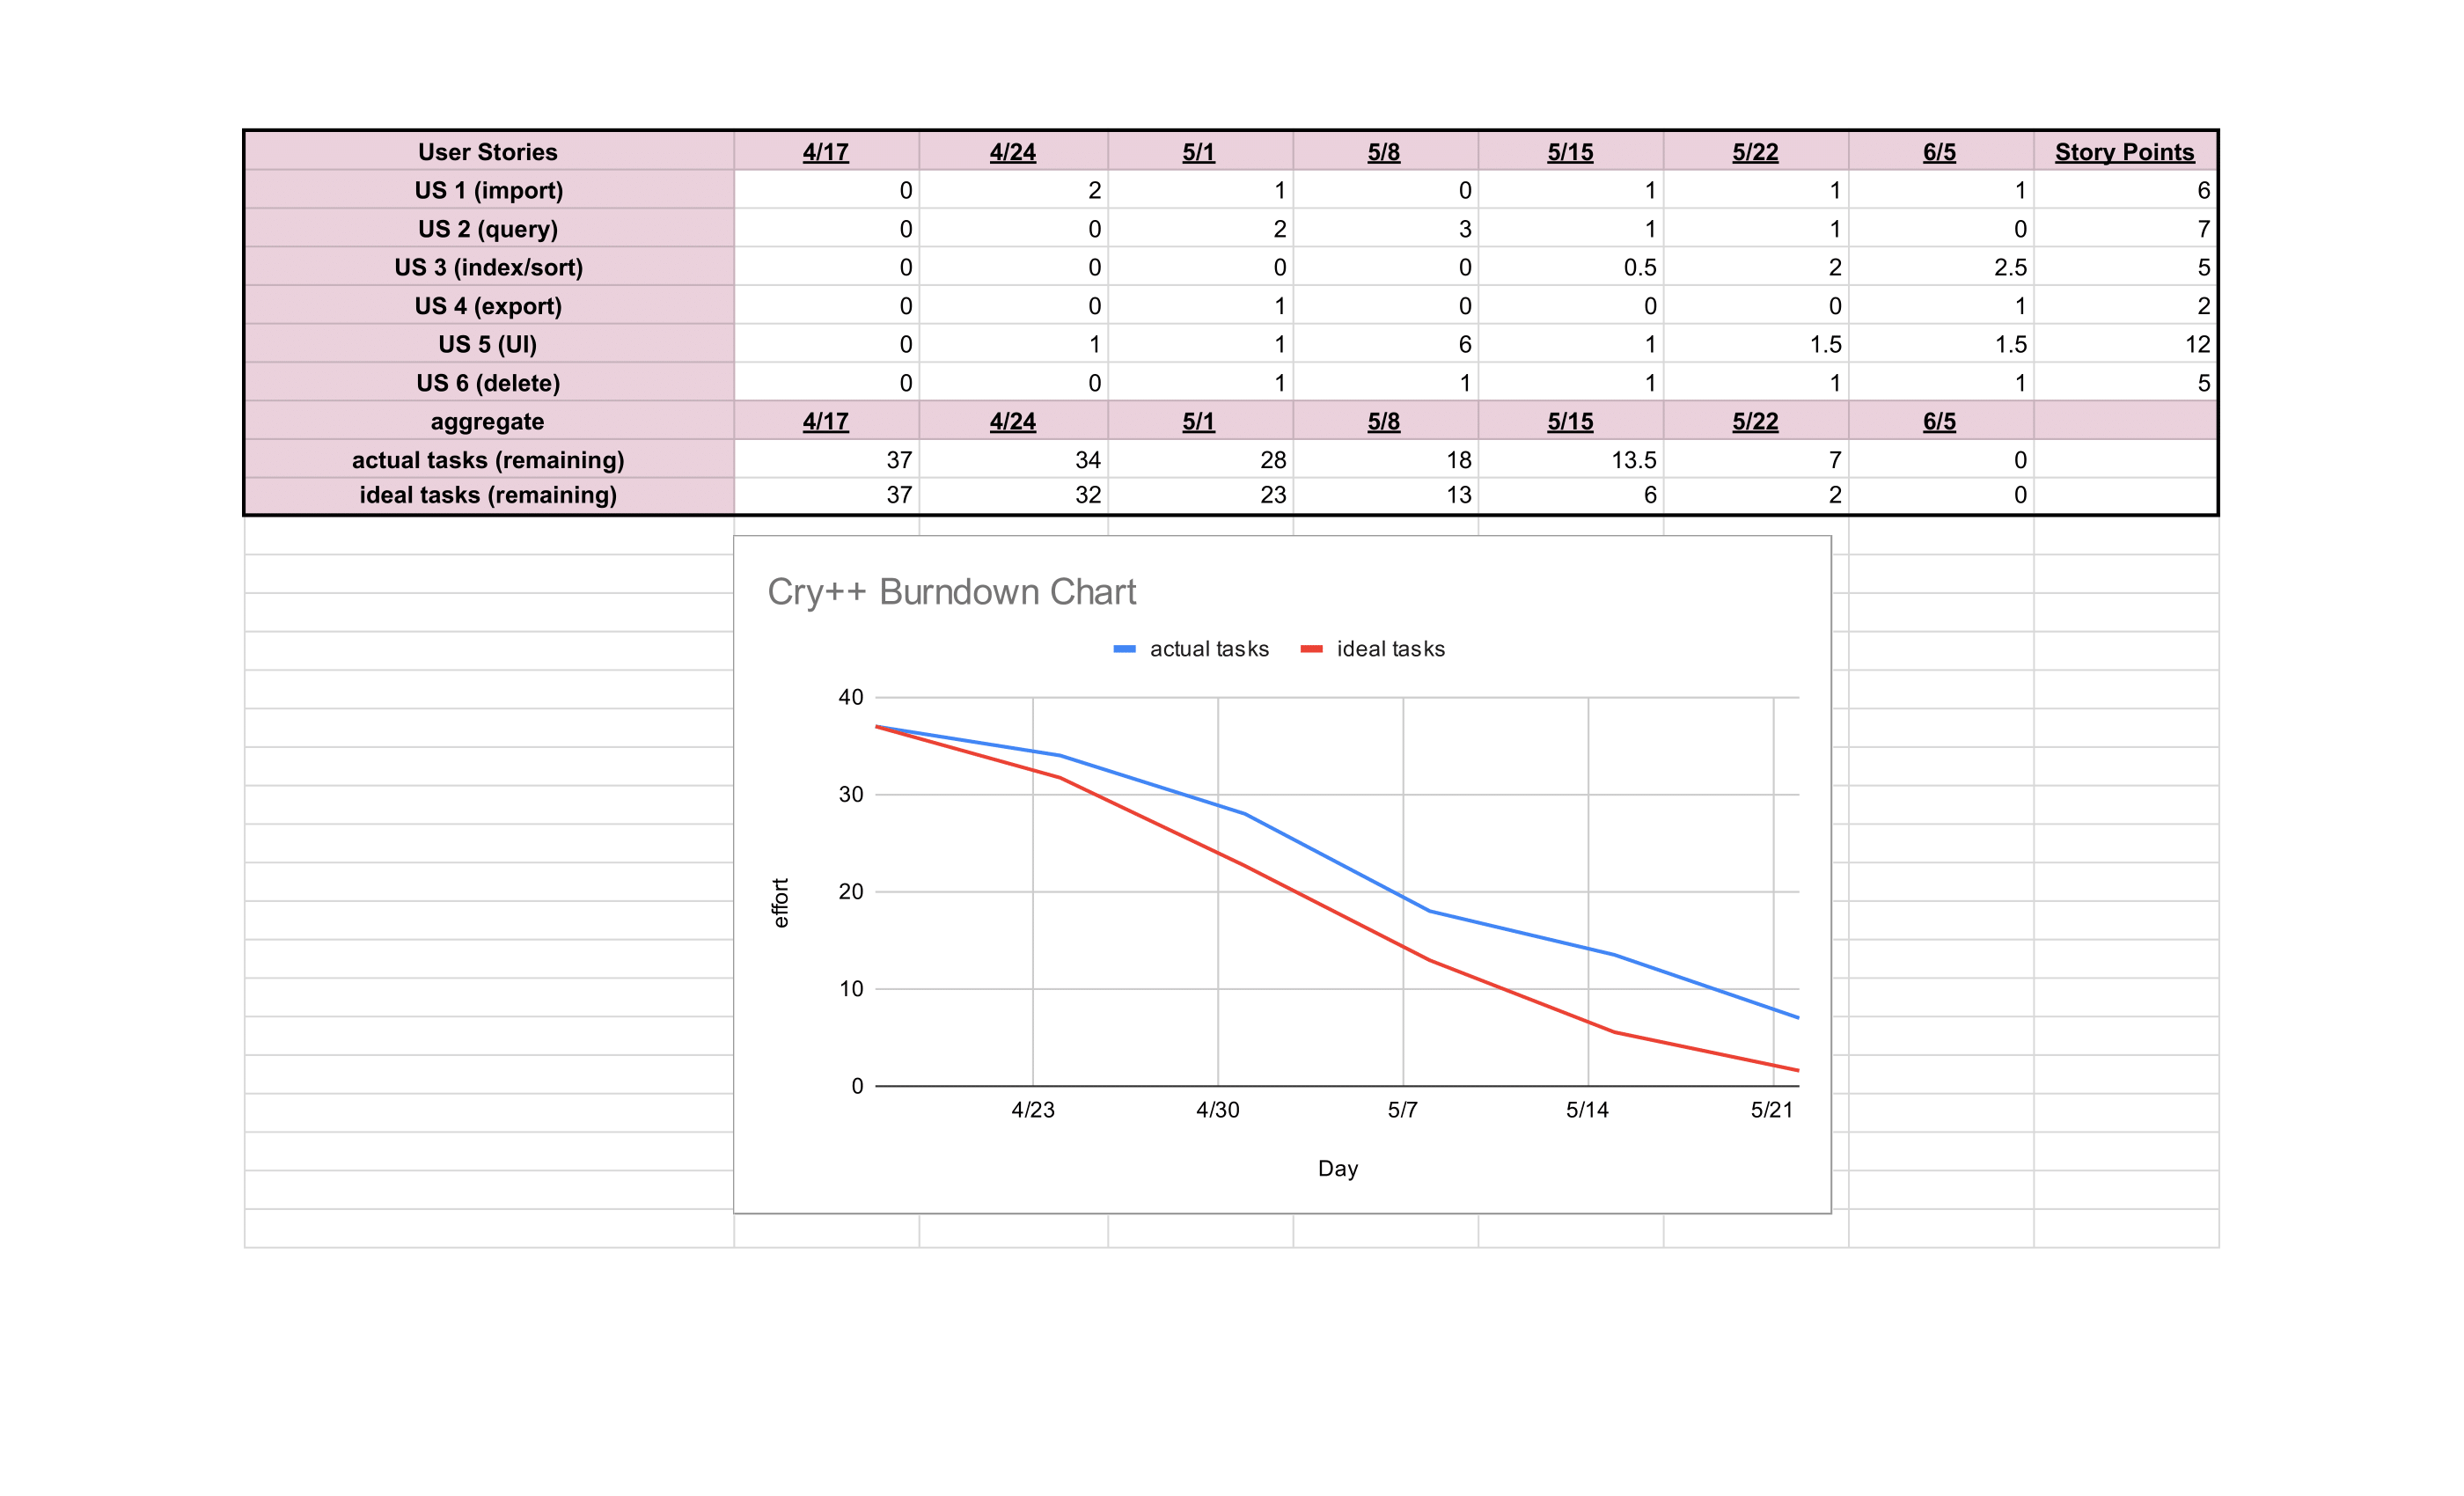 User Stories 4/17 4/24 5/1 5/8 5/15 5/22 6/5 Story Points
US 1 (import) 0 2 1 0 1 1 1 6
US 2 (query) 0 0 2 3 1 1 0 7
US 3 (index/sort) 0 0 0 0 0.5 2 2.5 5
US 4 (export) 0 0 1 0 0 0 1 2
US 5 (UI) 0 1 1 6 1 1.5 1.5 12
US 6 (delete) 0 0 1 1 1 1 1 5
aggregate 4/17 4/24 5/1 5/8 5/15 5/22 6/5
actual tasks (remaining) 37 34 28 18 13.5 7 0
ideal tasks (remaining) 37 32 23 13 6 2 0
Cry++ Burndown Chart
actual tasks ideal tasks
40
30
20
10
0
effort
4/23 4/30 5/7 5/14 5/21
Day